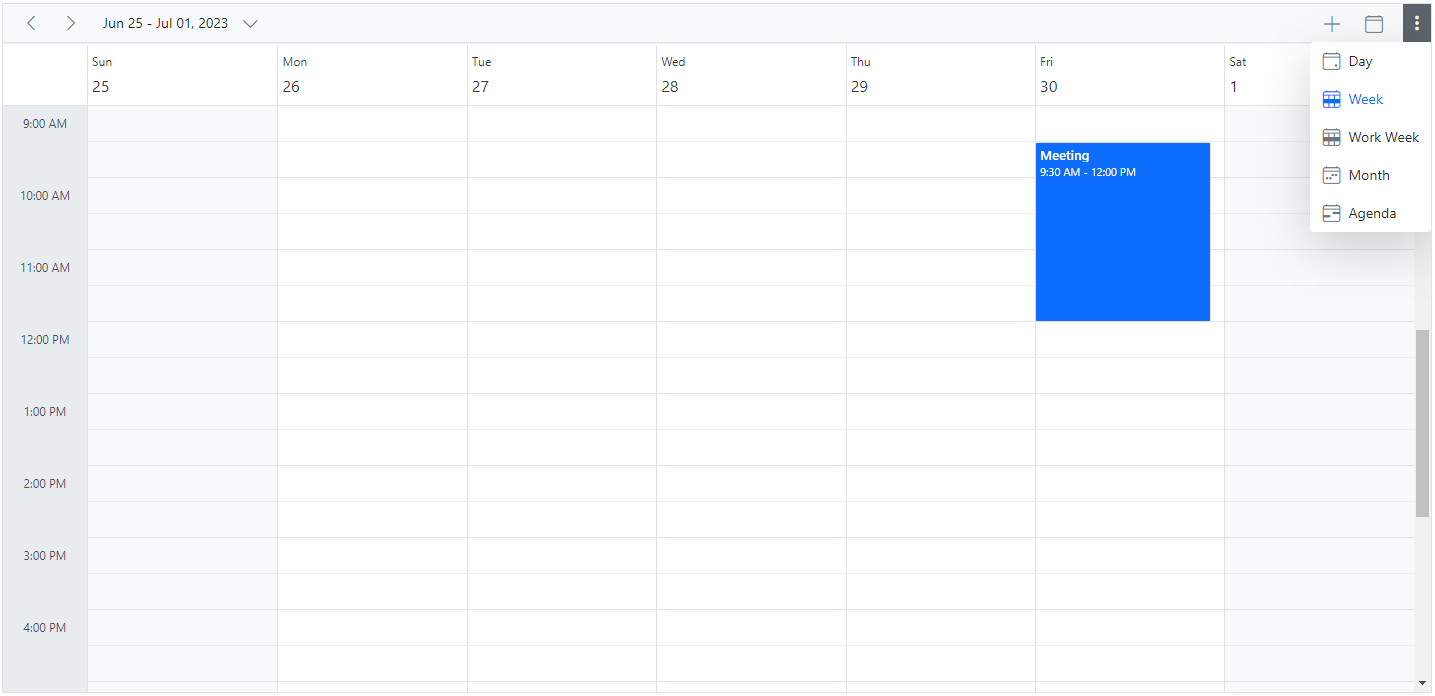 Jun 25 - Jul 01, 2023
Sun Mon Tue Wed Thu Fri Sat
25 26 27 28 29 30 1
Day
Week
Work Week
Month
Agenda
9:00 AM
Meeting
9:30 AM - 12:00 PM
10:00 AM
11:00 AM
12:00 PM
1:00 PM
2:00 PM
3:00 PM
4:00 PM